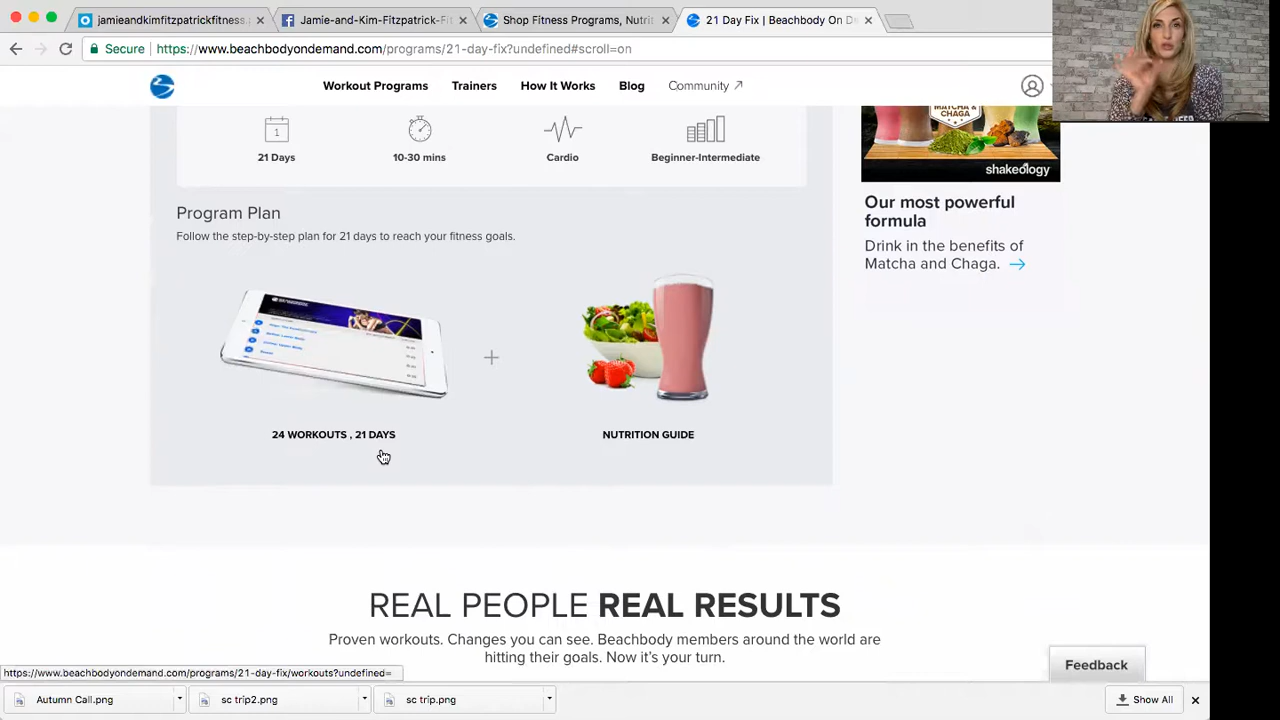 jamieandkimfitzpatrickfitness.
Jamie-and-Kim-Fitzpatrick-Fit
Shop Fitness Programs, Nutrit
21 Day Fix | Beachbody On De
Secure
https://www.beachbodyondemand.com/programs/21-day-fix?undefined#scroll=on
Workout Programs
Trainers
How It Works
Blog
Community
MATCHA &
CHAGA
shakeology
21 Days
10-30 mins
Cardio
Beginner-Intermediate
Program Plan
Follow the step-by-step plan for 21 days to reach your fitness goals.
Our most powerful
formula
Drink in the benefits of
Matcha and Chaga.
24 WORKOUTS , 21 DAYS
NUTRITION GUIDE
REAL PEOPLE REAL RESULTS
Proven workouts. Changes you can see. Beachbody members around the world are
hitting their goals. Now it's your turn.
Feedback
https://www.beachbodyondemand.com/programs/21-day-fix/workouts?undefined=
Autumn Call.png
sc trip2.png
sc trip.png
Show All